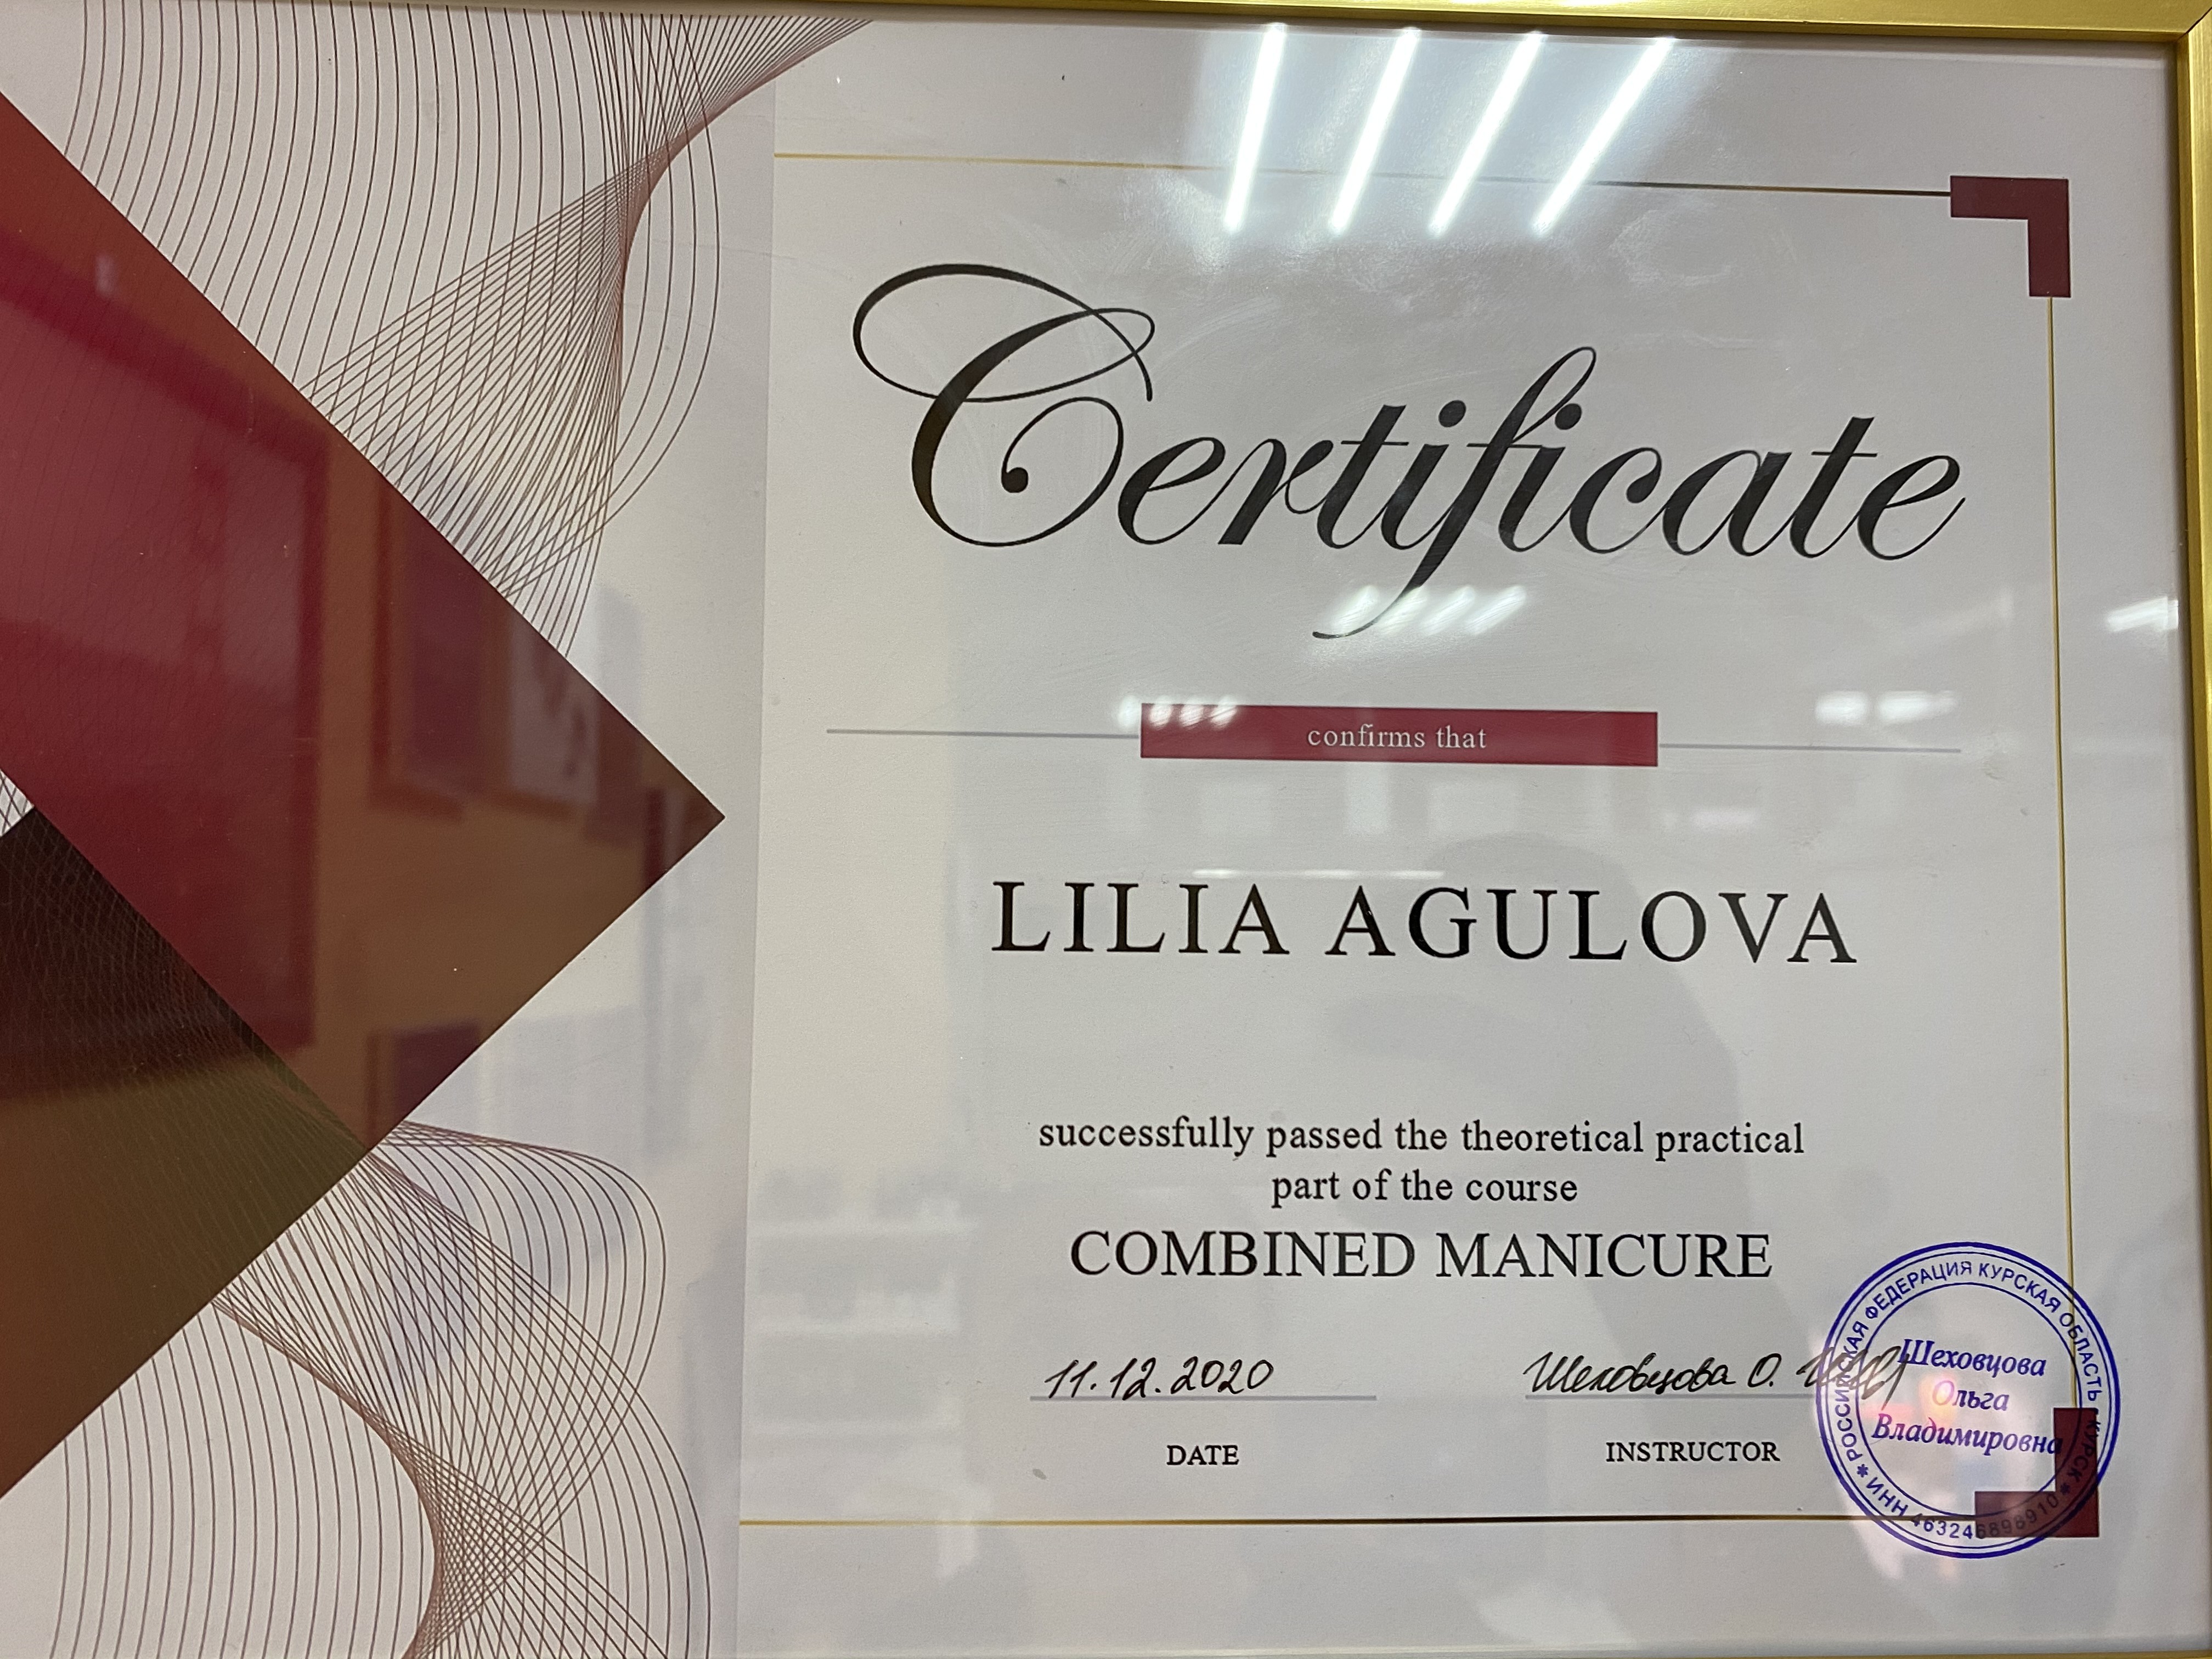 Certificate
confirms that
LILIA AGULOVA
successfully passed the theoretical practical
part of the course
COMBINED MANICURE
11.12.2020
Шеховцова О.
DATE
INSTRUCTOR
РОССИЙСКАЯ ФЕДЕРАЦИЯ КУРСКАЯ ОБЛАСТЬ г. КУРСК * ИНН
Шеховцова
Ольга
Владимировна